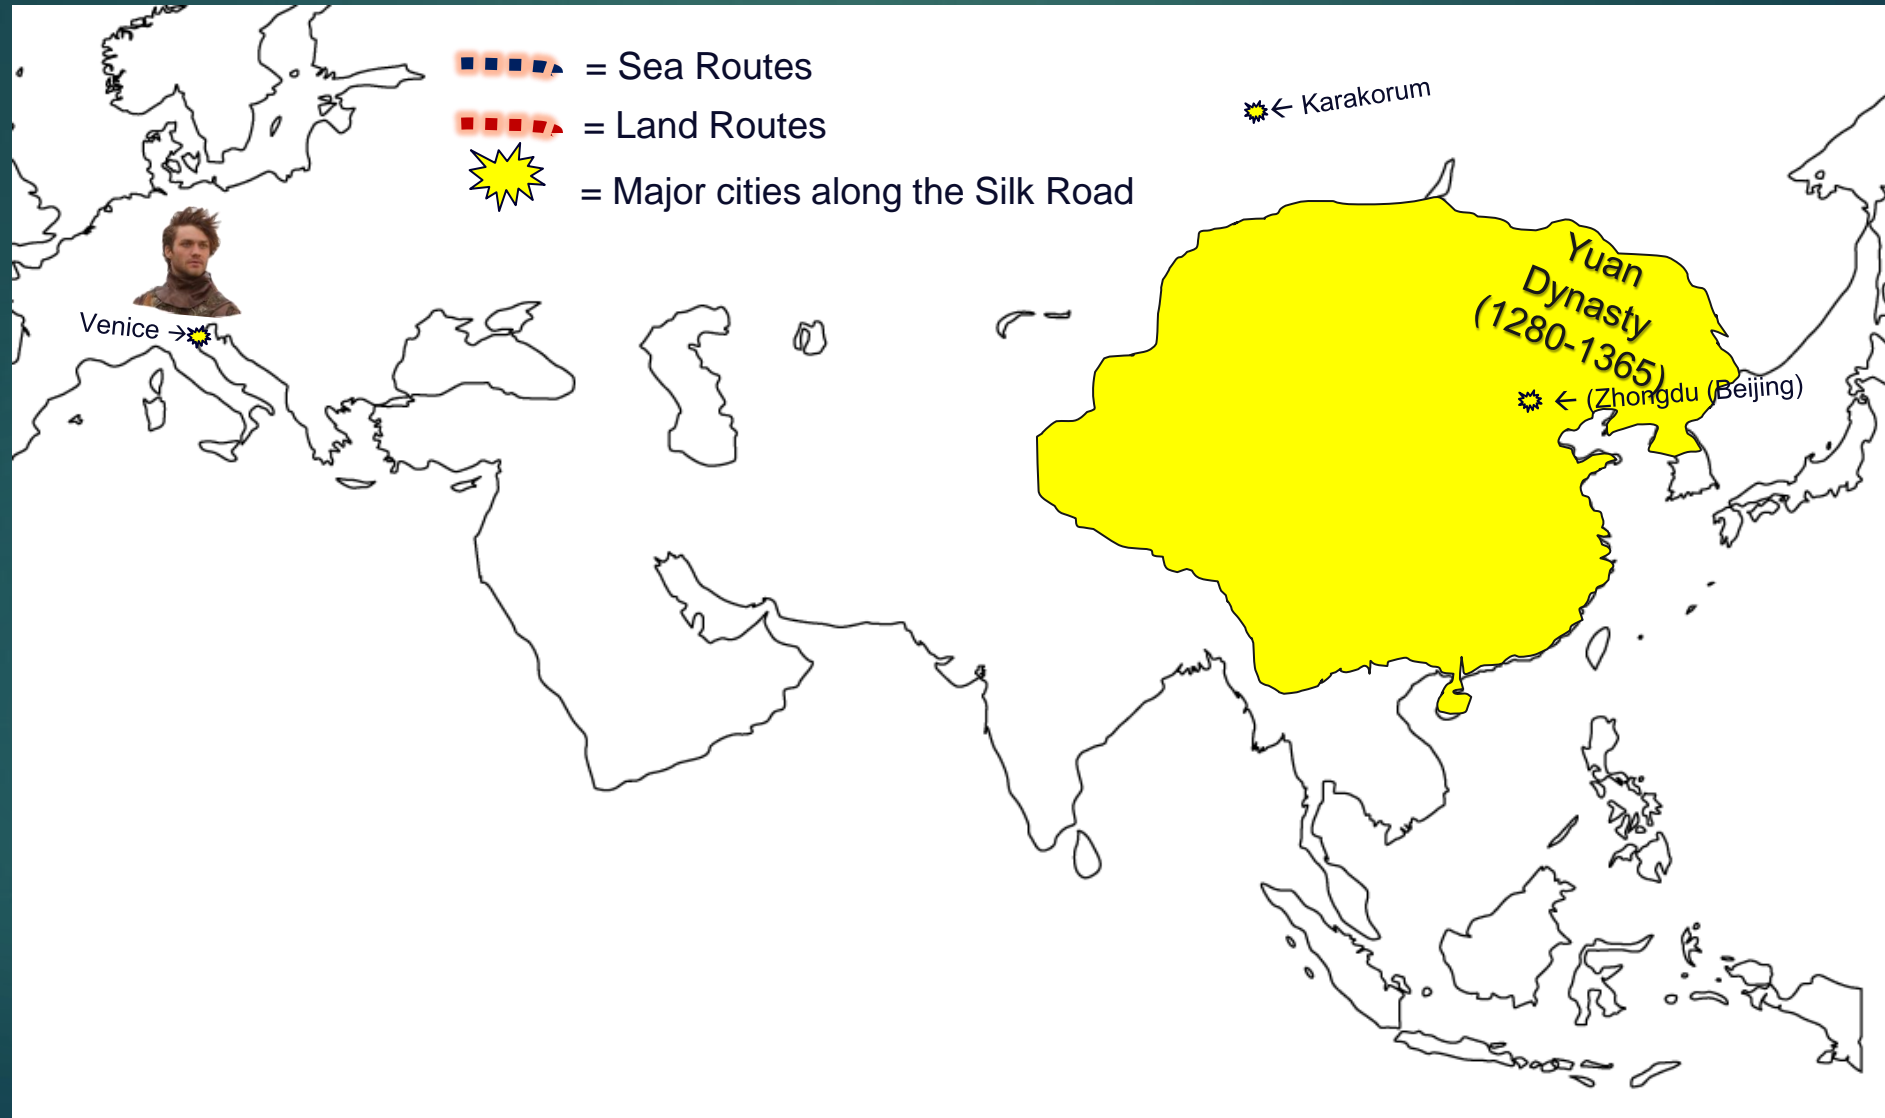 = Sea Routes
= Land Routes
= Major cities along the Silk Road
← Karakorum
Yuan
Dynasty
(1280-1365)
Venice →
← (Zhongdu (Beijing)